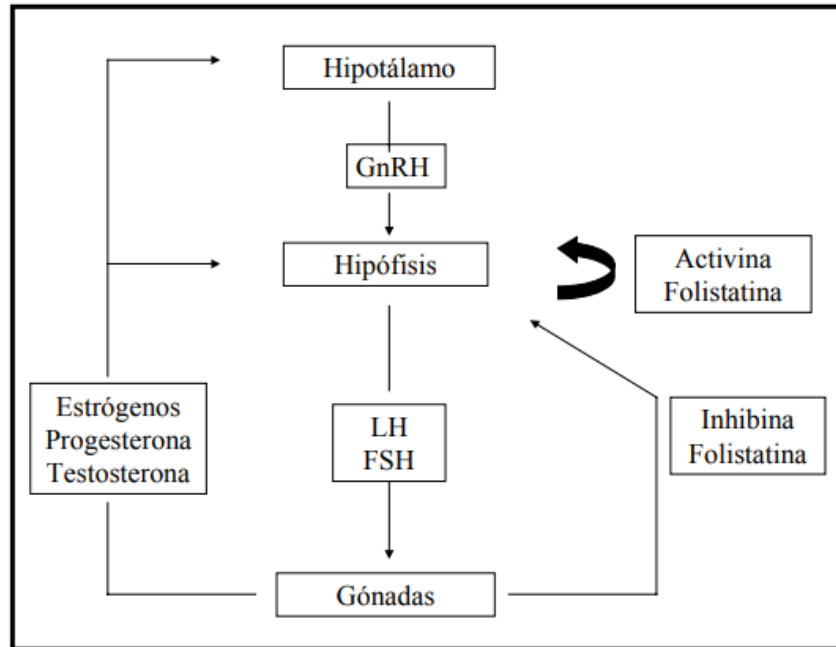 Hipotálamo
GnRH
Hipófisis
Activina
Folistatina
Estrógenos
Progesterona
Testosterona
LH
FSH
Inhibina
Folistatina
Gónadas